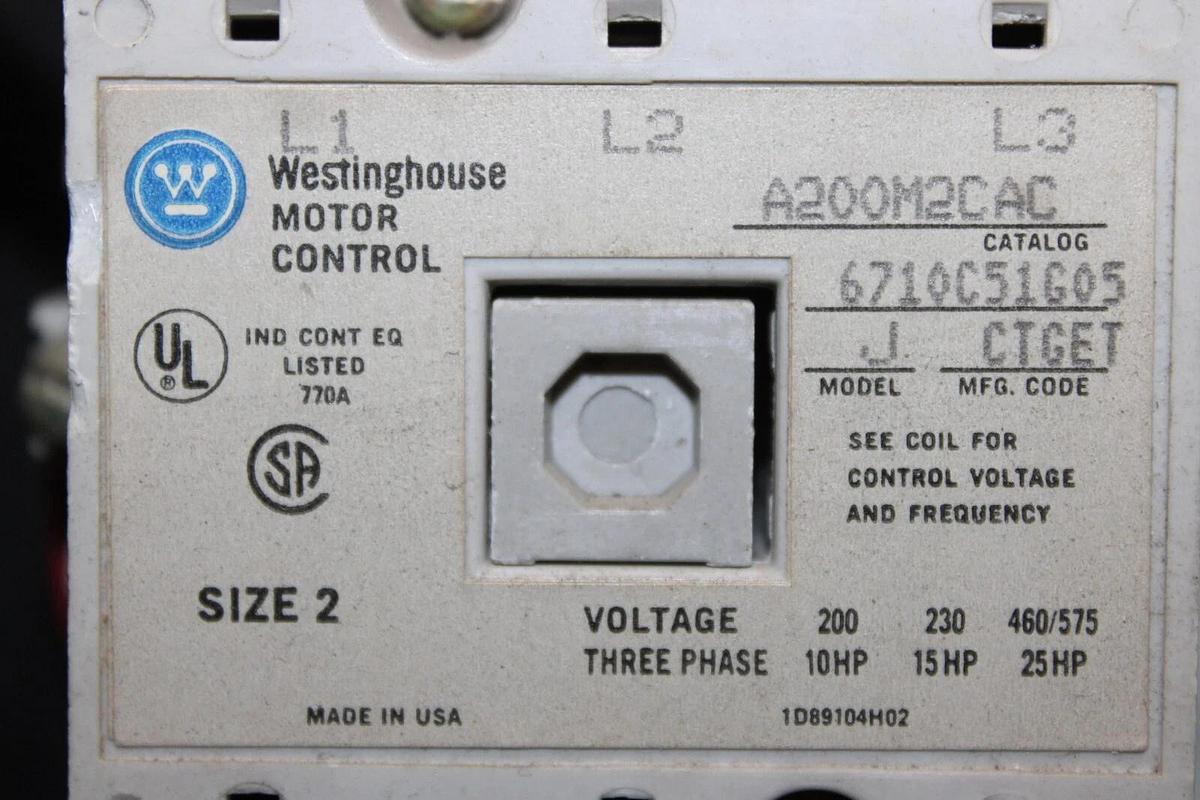 L1 L2 L3
Westinghouse
MOTOR
CONTROL
A200M2CAC
CATALOG
6710C51G05
J CTGET
MODEL MFG. CODE
UL ®
IND CONT EQ
LISTED
770A
SA
SEE COIL FOR
CONTROL VOLTAGE
AND FREQUENCY
SIZE 2
VOLTAGE 200 230 460/575
THREE PHASE 10HP 15HP 25HP
MADE IN USA 1D89104H02